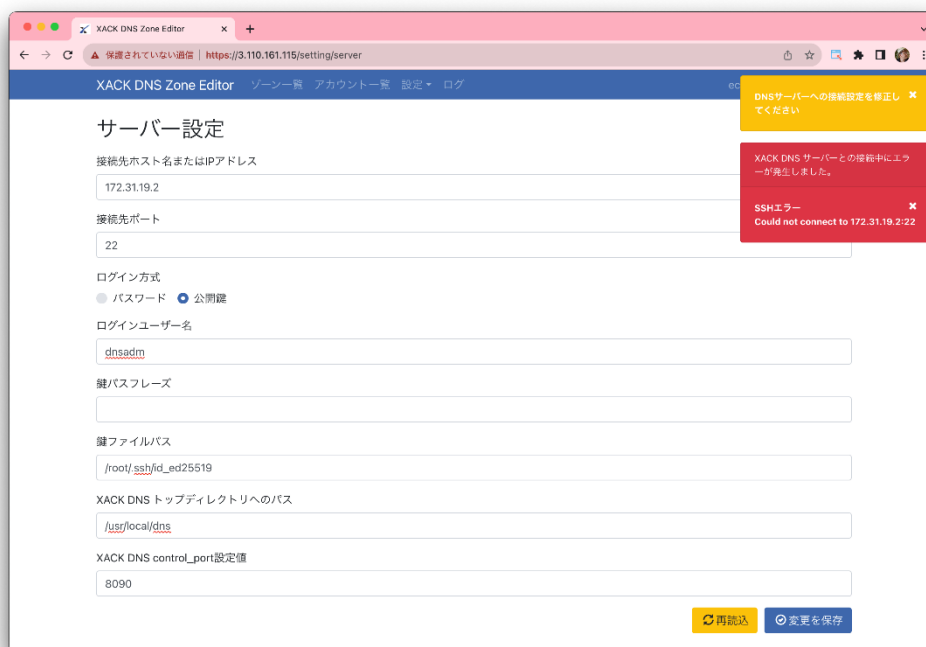 XACK DNS Zone Editor
保護されていない通信 https://3.110.161.115/setting/server
XACK DNS Zone Editor ゾーン一覧 アカウント一覧 設定 ログ
DNSサーバーへの接続設定を修正し
てください
XACK DNS サーバーとの接続中にエラ
ーが発生しました。
SSHエラー
Could not connect to 172.31.19.2:22
サーバー設定
接続先ホスト名またはIPアドレス
172.31.19.2
接続先ポート
22
ログイン方式
パスワード 公開鍵
ログインユーザー名
dnsadm
鍵パスフレーズ
鍵ファイルパス
/root/.ssh/id_ed25519
XACK DNS トップディレクトリへのパス
/usr/local/dns
XACK DNS control_port設定値
8090
再読込 変更を保存